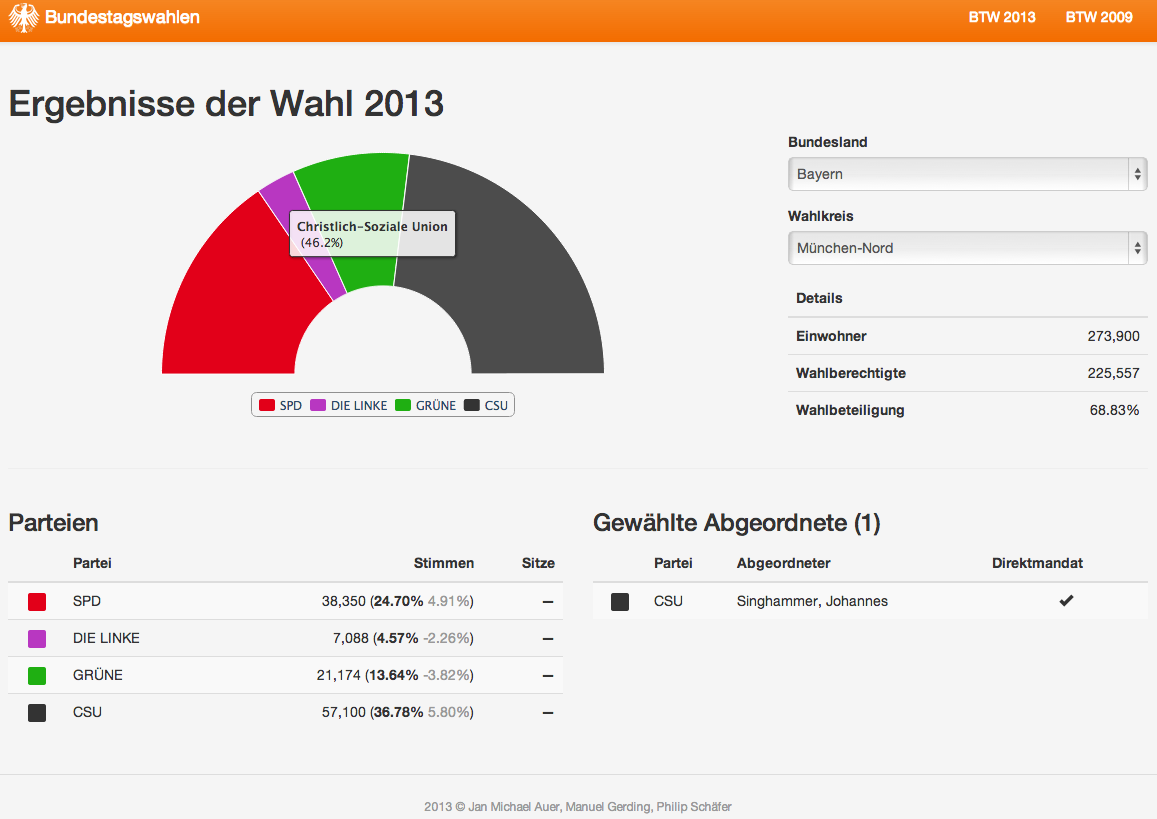 Bundestagswahlen BTW 2013 BTW 2009
Ergebnisse der Wahl 2013
Christlich-Soziale Union
(46.2%)
SPD DIE LINKE GRÜNE CSU
Bundesland
Bayern
Wahlkreis
München-Nord
Details
Einwohner 273,900
Wahlberechtigte 225,557
Wahlbeteiligung 68.83%
Parteien
Partei Stimmen Sitze
SPD 38,350 (24.70% 4.91%) –
DIE LINKE 7,088 (4.57% -2.26%) –
GRÜNE 21,174 (13.64% -3.82%) –
CSU 57,100 (36.78% 5.80%) –
Gewählte Abgeordnete (1)
Partei Abgeordneter Direktmandat
CSU Singhammer, Johannes ✔
2013 © Jan Michael Auer, Manuel Gerding, Philip Schäfer